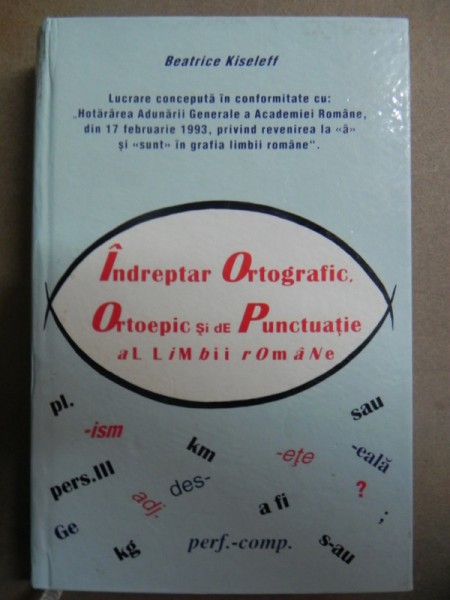 Beatrice Kiseleff
Lucrare concepută în conformitate cu:
„Hotărârea Adunării Generale a Academiei Române,
din 17 februarie 1993, privind revenirea la «â»
și «sunt» în grafia limbii române”.
Îndreptar Ortografic,
Ortoepic Și dE Punctuație
aL LiMbii rOmâNe
pl.
sau
-ism
km
-ețe
-eală
pers.III
adj.
des-
a fi
?
;
Ge
kg
perf.-comp.
s-au